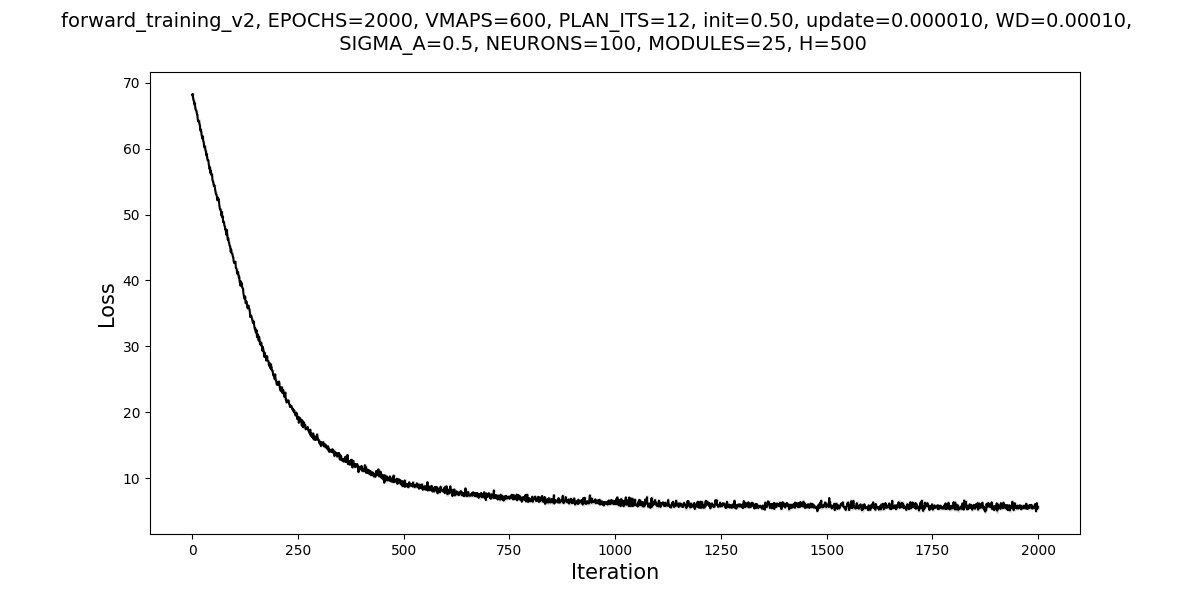 forward_training_v2, EPOCHS=2000, VMAPS=600, PLAN_ITS=12, init=0.50, update=0.000010, WD=0.00010,
SIGMA_A=0.5, NEURONS=100, MODULES=25, H=500
70
60
50
40
30
20
10
Loss
0 250 500 750 1000 1250 1500 1750 2000
Iteration